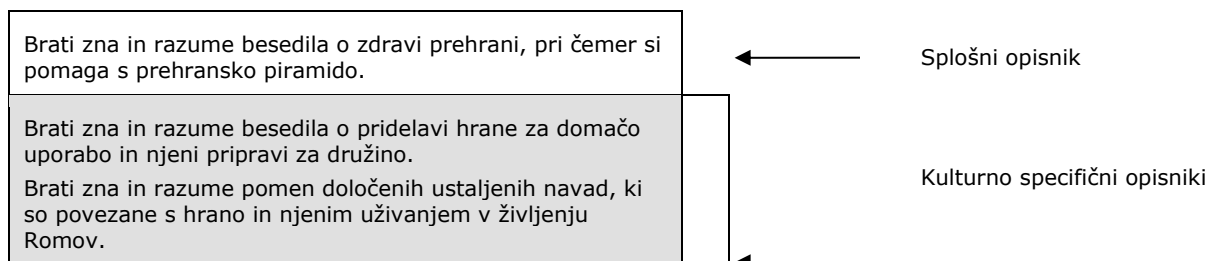 Brati zna in razume besedila o zdravi prehrani, pri čemer si
pomaga s prehransko piramido.
Splošni opisnik
Brati zna in razume besedila o pridelavi hrane za domačo
uporabo in njeni pripravi za družino.
Brati zna in razume pomen določenih ustaljenih navad, ki
so povezane s hrano in njenim uživanjem v življenju
Romov.
Kulturno specifični opisniki